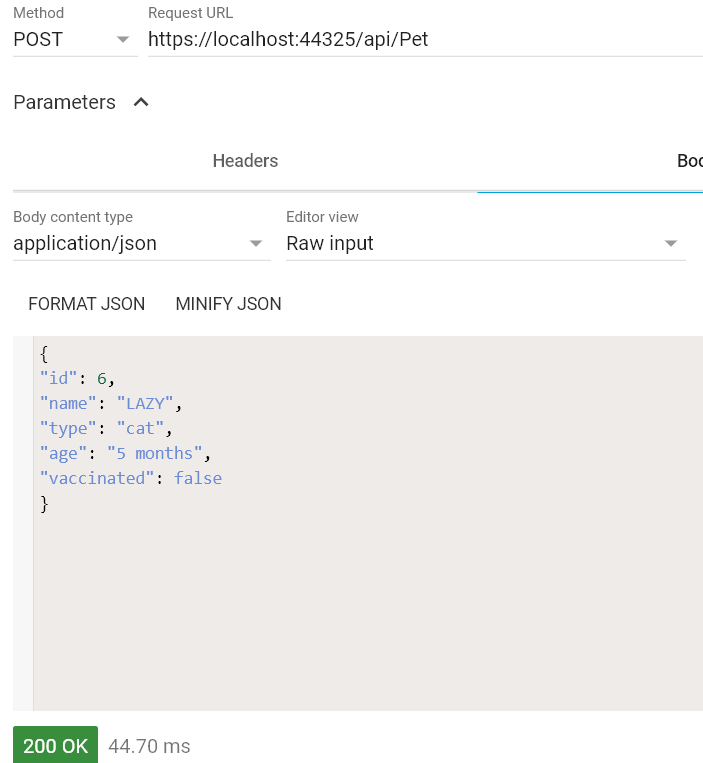 Method Request URL
POST https://localhost:44325/api/Pet
Parameters
Headers
Body content type Editor view
application/json Raw input
FORMAT JSON MINIFY JSON
{
"id": 6,
"name": "LAZY",
"type": "cat",
"age": "5 months",
"vaccinated": false
}
200 OK 44.70 ms